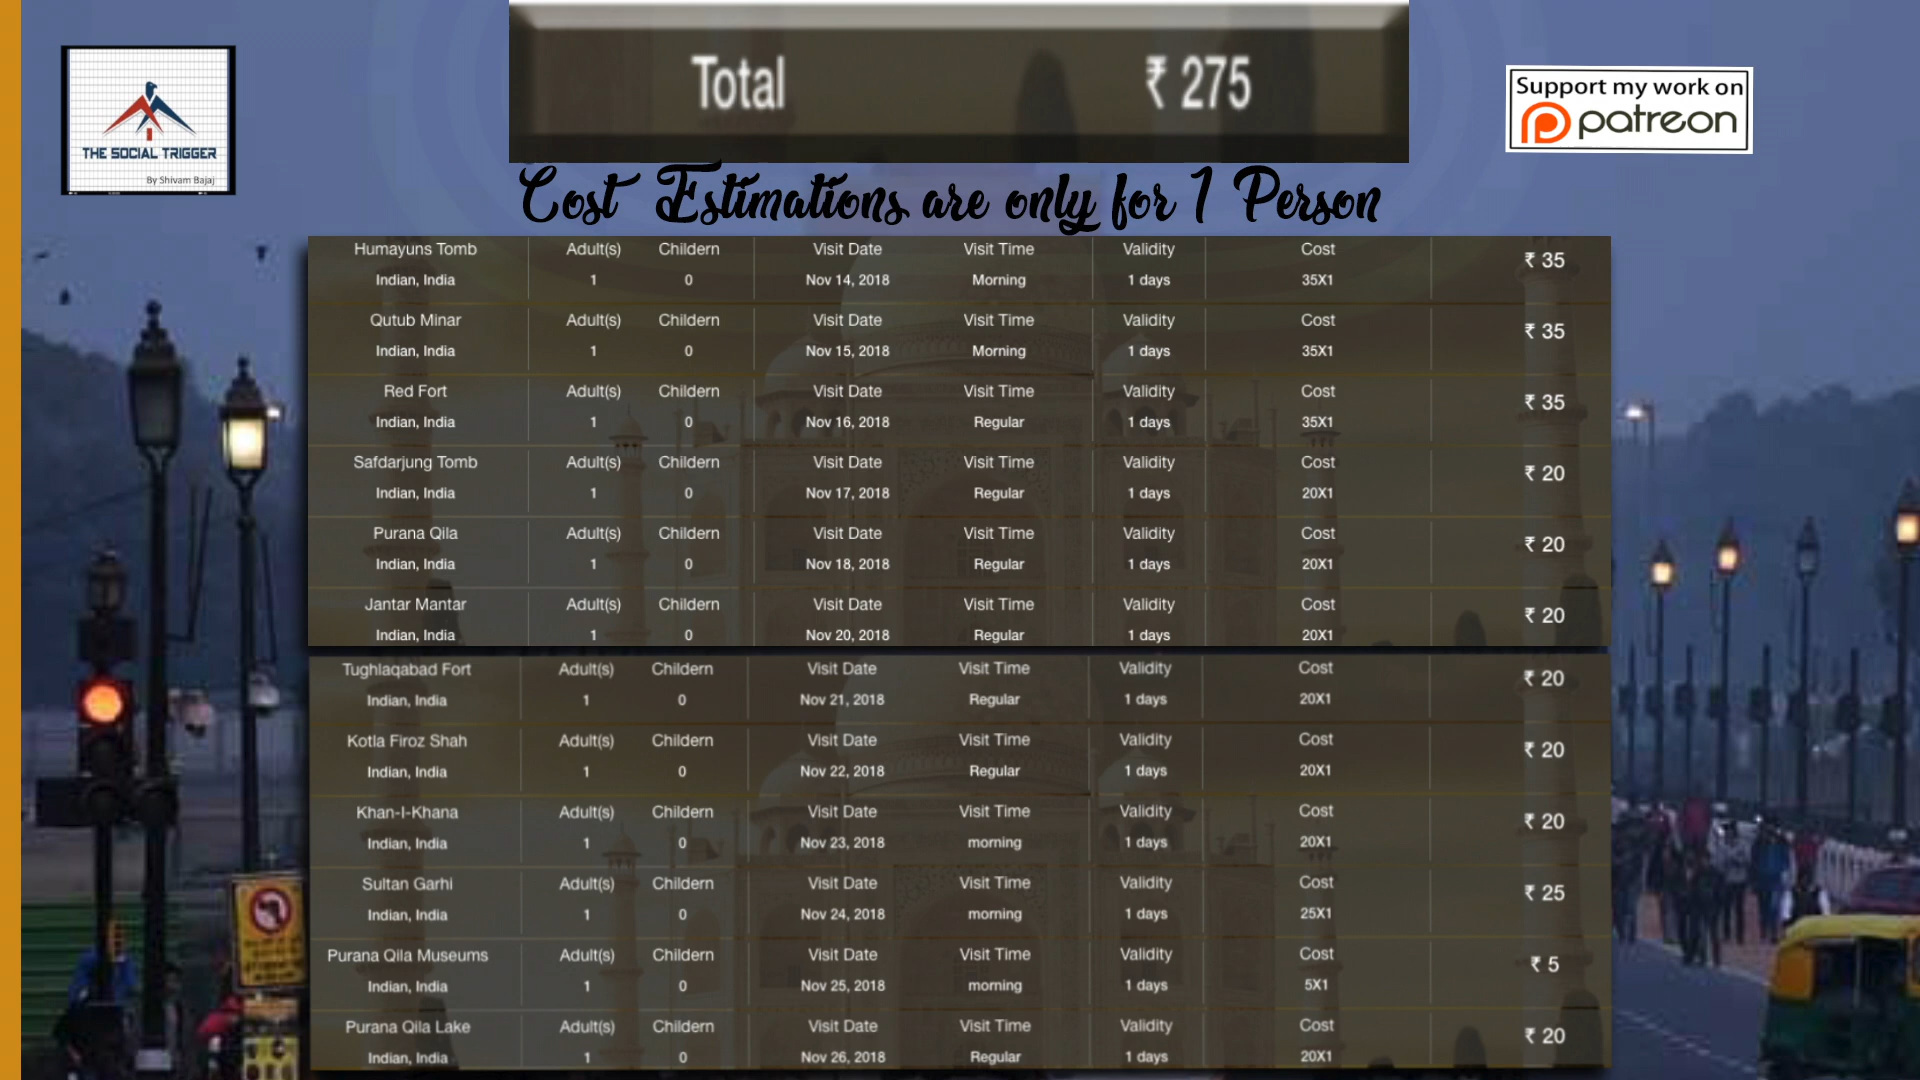 Total ₹ 275
THE SOCIAL TRIGGER
By Shivam Bajaj
Support my work on
patreon
Cost Estimations are only for 1 Person
Humayuns Tomb Adult(s) Childern Visit Date Visit Time Validity Cost ₹ 35
Indian, India 1 0 Nov 14, 2018 Morning 1 days 35X1
Qutub Minar Adult(s) Childern Visit Date Visit Time Validity Cost ₹ 35
Indian, India 1 0 Nov 15, 2018 Morning 1 days 35X1
Red Fort Adult(s) Childern Visit Date Visit Time Validity Cost ₹ 35
Indian, India 1 0 Nov 16, 2018 Regular 1 days 35X1
Safdarjung Tomb Adult(s) Childern Visit Date Visit Time Validity Cost ₹ 20
Indian, India 1 0 Nov 17, 2018 Regular 1 days 20X1
Purana Qila Adult(s) Childern Visit Date Visit Time Validity Cost ₹ 20
Indian, India 1 0 Nov 18, 2018 Regular 1 days 20X1
Jantar Mantar Adult(s) Childern Visit Date Visit Time Validity Cost ₹ 20
Indian, India 1 0 Nov 20, 2018 Regular 1 days 20X1
Tughlaqabad Fort Adult(s) Childern Visit Date Visit Time Validity Cost ₹ 20
Indian, India 1 0 Nov 21, 2018 Regular 1 days 20X1
Kotla Firoz Shah Adult(s) Childern Visit Date Visit Time Validity Cost ₹ 20
Indian, India 1 0 Nov 22, 2018 Regular 1 days 20X1
Khan-I-Khana Adult(s) Childern Visit Date Visit Time Validity Cost ₹ 20
Indian, India 1 0 Nov 23, 2018 morning 1 days 20X1
Sultan Garhi Adult(s) Childern Visit Date Visit Time Validity Cost ₹ 25
Indian, India 1 0 Nov 24, 2018 morning 1 days 25X1
Purana Qila Museums Adult(s) Childern Visit Date Visit Time Validity Cost ₹ 5
Indian, India 1 0 Nov 25, 2018 morning 1 days 5X1
Purana Qila Lake Adult(s) Childern Visit Date Visit Time Validity Cost ₹ 20
Indian, India 1 0 Nov 26, 2018 Regular 1 days 20X1